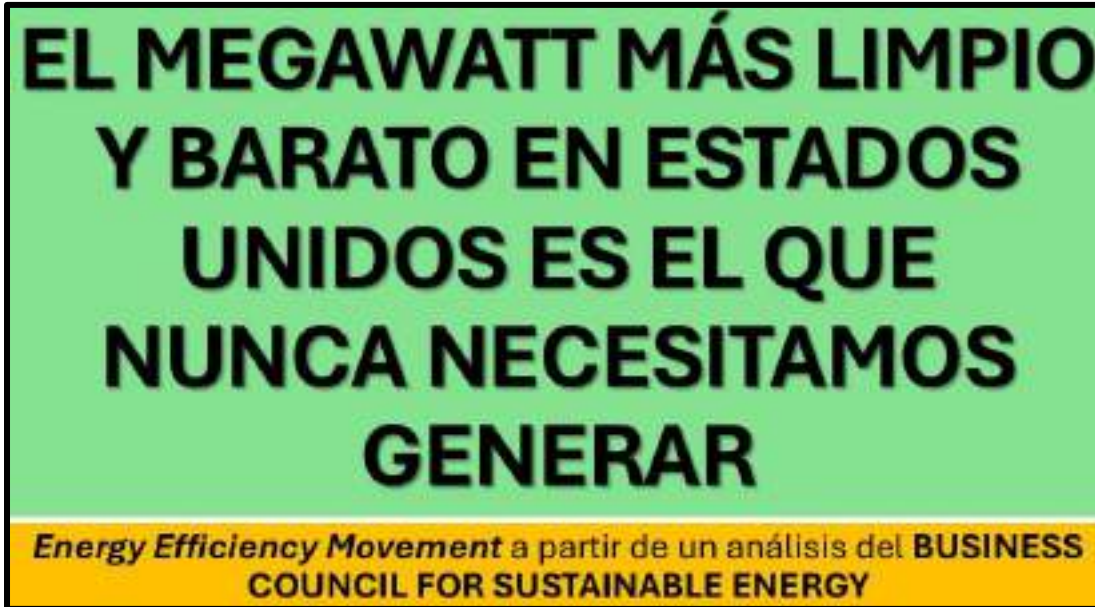 EL MEGAWATT MÁS LIMPIO
Y BARATO EN ESTADOS
UNIDOS ES EL QUE
NUNCA NECESITAMOS
GENERAR
Energy Efficiency Movement a partir de un análisis del BUSINESS
COUNCIL FOR SUSTAINABLE ENERGY